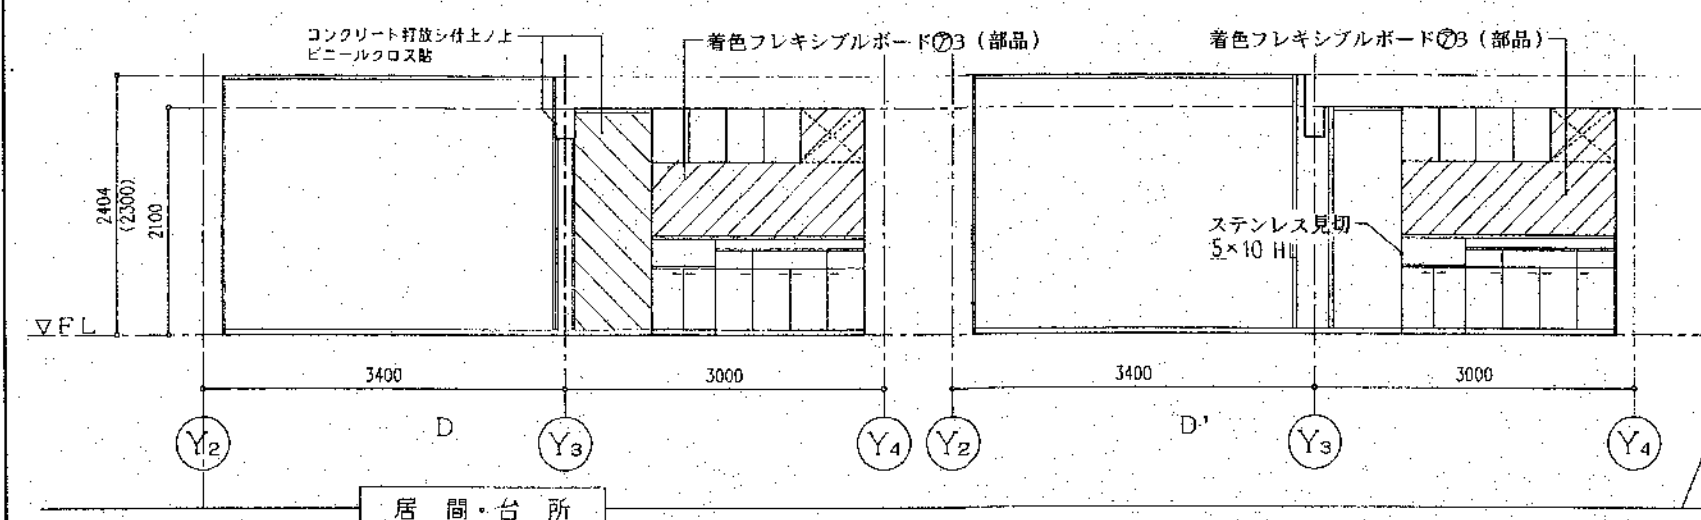 コンクリート打放シ仕上ノ上
ビニールクロス貼
着色フレキシブルボード⑦3（部品）
着色フレキシブルボード⑦3（部品）
2404
(2300)
2100
ステンレス見切
5×10 HL
▽FL
3400
3000
3400
3000
Y2
D
Y3
Y4
Y2
D'
Y3
Y4
居間・台所